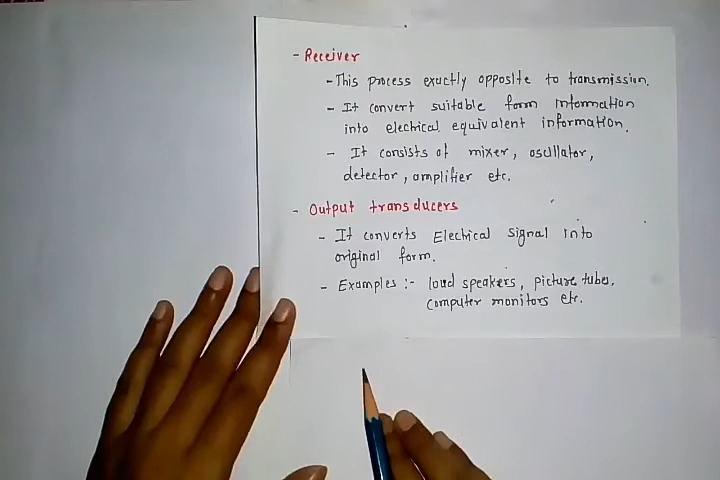 - Receiver
- This process exactly opposite to transmission.
- It convert suitable form information
into electrical equivalent information.
- It consists of mixer, oscillator,
detector, amplifier etc.
- Output transducers
- It converts Electrical signal into
original form.
- Examples :- loud speakers, picture tubes,
computer monitors etc.